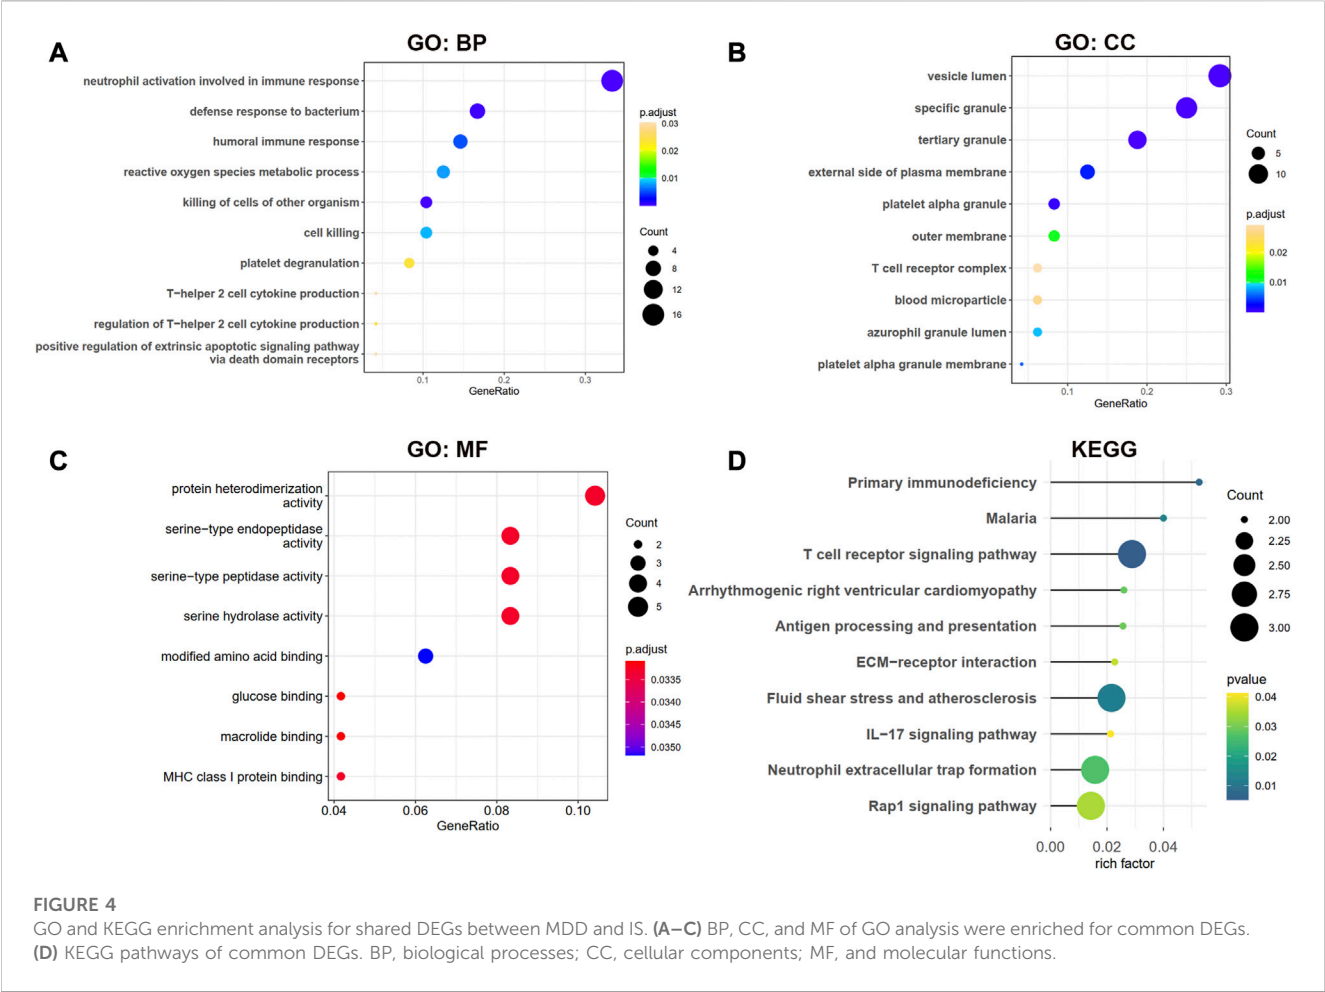 A
GO: BP
neutrophil activation involved in immune response
defense response to bacterium
humoral immune response
reactive oxygen species metabolic process
killing of cells of other organism
cell killing
platelet degranulation
T−helper 2 cell cytokine production
regulation of T−helper 2 cell cytokine production
positive regulation of extrinsic apoptotic signaling pathway
via death domain receptors
0.1
0.2
0.3
GeneRatio
p.adjust
0.03
0.02
0.01
Count
4
8
12
16
B
GO: CC
vesicle lumen
specific granule
tertiary granule
external side of plasma membrane
platelet alpha granule
outer membrane
T cell receptor complex
blood microparticle
azurophil granule lumen
platelet alpha granule membrane
0.1
0.2
0.3
GeneRatio
Count
5
10
p.adjust
0.02
0.01
C
GO: MF
protein heterodimerization
activity
serine−type endopeptidase
activity
serine−type peptidase activity
serine hydrolase activity
modified amino acid binding
glucose binding
macrolide binding
MHC class I protein binding
0.04
0.06
0.08
0.10
GeneRatio
Count
2
3
4
5
p.adjust
0.0335
0.0340
0.0345
0.0350
D
KEGG
Primary immunodeficiency
Malaria
T cell receptor signaling pathway
Arrhythmogenic right ventricular cardiomyopathy
Antigen processing and presentation
ECM−receptor interaction
Fluid shear stress and atherosclerosis
IL−17 signaling pathway
Neutrophil extracellular trap formation
Rap1 signaling pathway
0.00
0.02
0.04
rich factor
Count
2.00
2.25
2.50
2.75
3.00
pvalue
0.04
0.03
0.02
0.01
FIGURE 4
GO and KEGG enrichment analysis for shared DEGs between MDD and IS. (A–C) BP, CC, and MF of GO analysis were enriched for common DEGs.
(D) KEGG pathways of common DEGs. BP, biological processes; CC, cellular components; MF, and molecular functions.